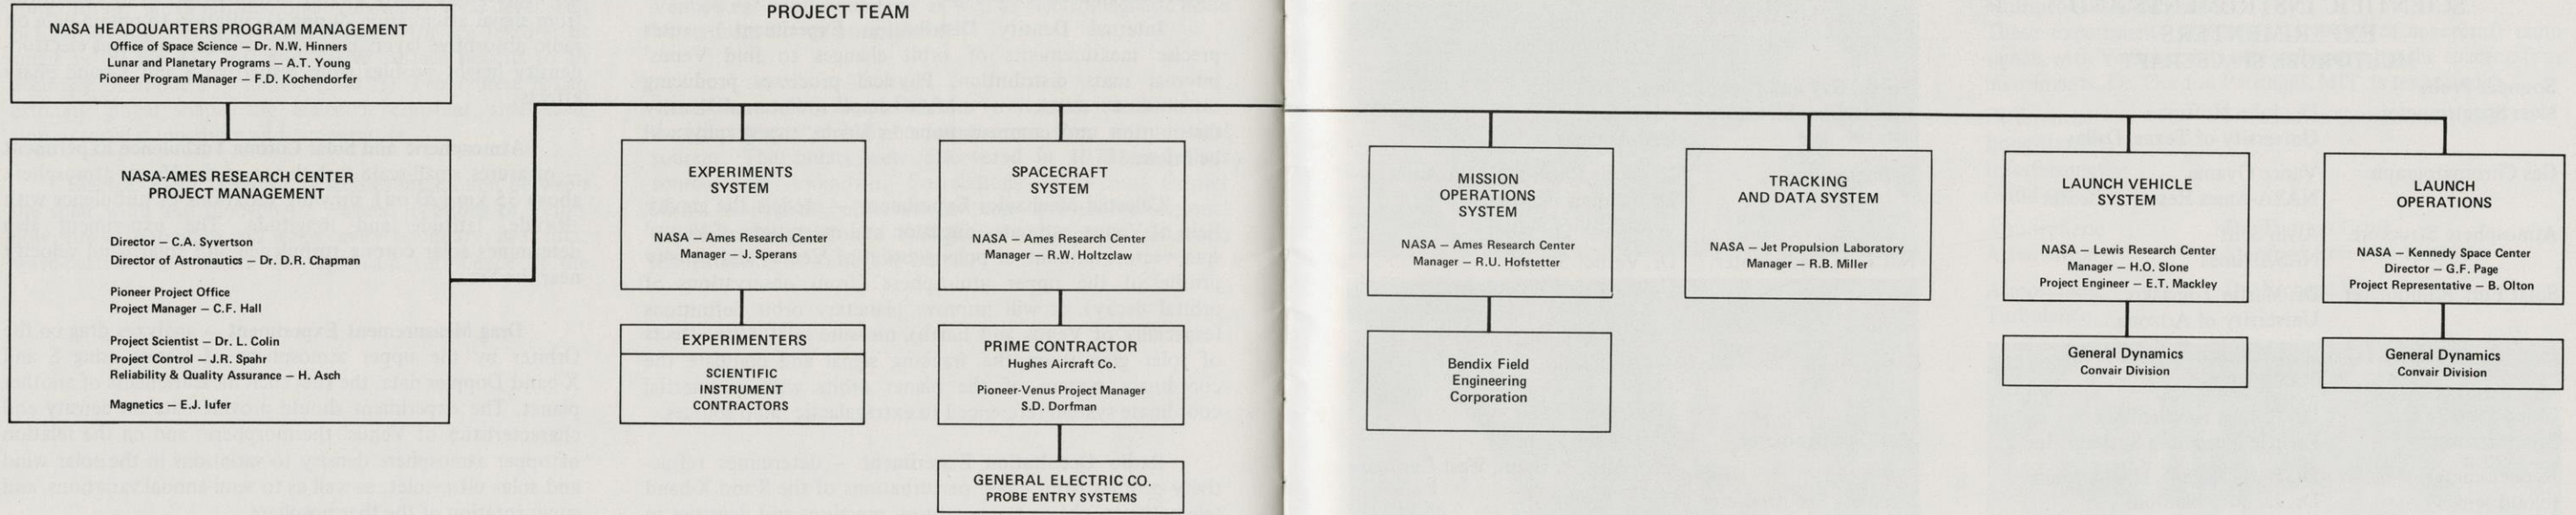 PROJECT TEAM
NASA HEADQUARTERS PROGRAM MANAGEMENT
Office of Space Science — Dr. N.W. Hinners
Lunar and Planetary Programs — A.T. Young
Pioneer Program Manager — F.D. Kochendorfer
NASA-AMES RESEARCH CENTER
PROJECT MANAGEMENT
Director — C.A. Syvertson
Director of Astronautics — Dr. D.R. Chapman
Pioneer Project Office
Project Manager — C.F. Hall
Project Scientist — Dr. L. Colin
Project Control — J.R. Spahr
Reliability & Quality Assurance — H. Asch
Magnetics — E.J. Iufer
EXPERIMENTS
SYSTEM
NASA — Ames Research Center
Manager — J. Sperans
EXPERIMENTERS
SCIENTIFIC
INSTRUMENT
CONTRACTORS
SPACECRAFT
SYSTEM
NASA — Ames Research Center
Manager — R.W. Holtzclaw
PRIME CONTRACTOR
Hughes Aircraft Co.
Pioneer-Venus Project Manager
S.D. Dorfman
GENERAL ELECTRIC CO.
PROBE ENTRY SYSTEMS
MISSION
OPERATIONS
SYSTEM
NASA — Ames Research Center
Manager — R.U. Hofstetter
Bendix Field
Engineering
Corporation
TRACKING
AND DATA SYSTEM
NASA — Jet Propulsion Laboratory
Manager — R.B. Miller
LAUNCH VEHICLE
SYSTEM
NASA — Lewis Research Center
Manager — H.O. Slone
Project Engineer — E.T. Mackley
General Dynamics
Convair Division
LAUNCH
OPERATIONS
NASA — Kennedy Space Center
Director — G.F. Page
Project Representative — B. Olton
General Dynamics
Convair Division